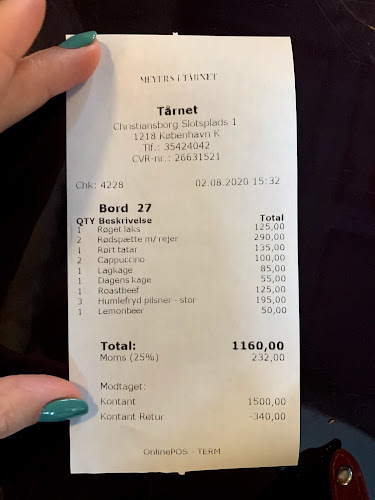 MEYERS i TÅRNET
Tårnet
Christiansborg Slotsplads 1
1218 København K
Tlf.: 35424042
CVR-nr.: 26631521
Chk: 4228 02.08.2020 15:32
Bord 27
QTY Beskrivelse Total
1 Røget laks 125,00
2 Rødspætte m/ rejer 290,00
1 Rørt tatar 135,00
2 Cappuccino 100,00
1 Lagkage 85,00
1 Dagens kage 55,00
1 Roastbeef 125,00
3 Humlefryd pilsner - stor 195,00
1 Lemonbeer 50,00
Total: 1160,00
Moms (25%) 232,00
Modtaget:
Kontant 1500,00
Kontant Retur -340,00
OnlinePOS - TERM